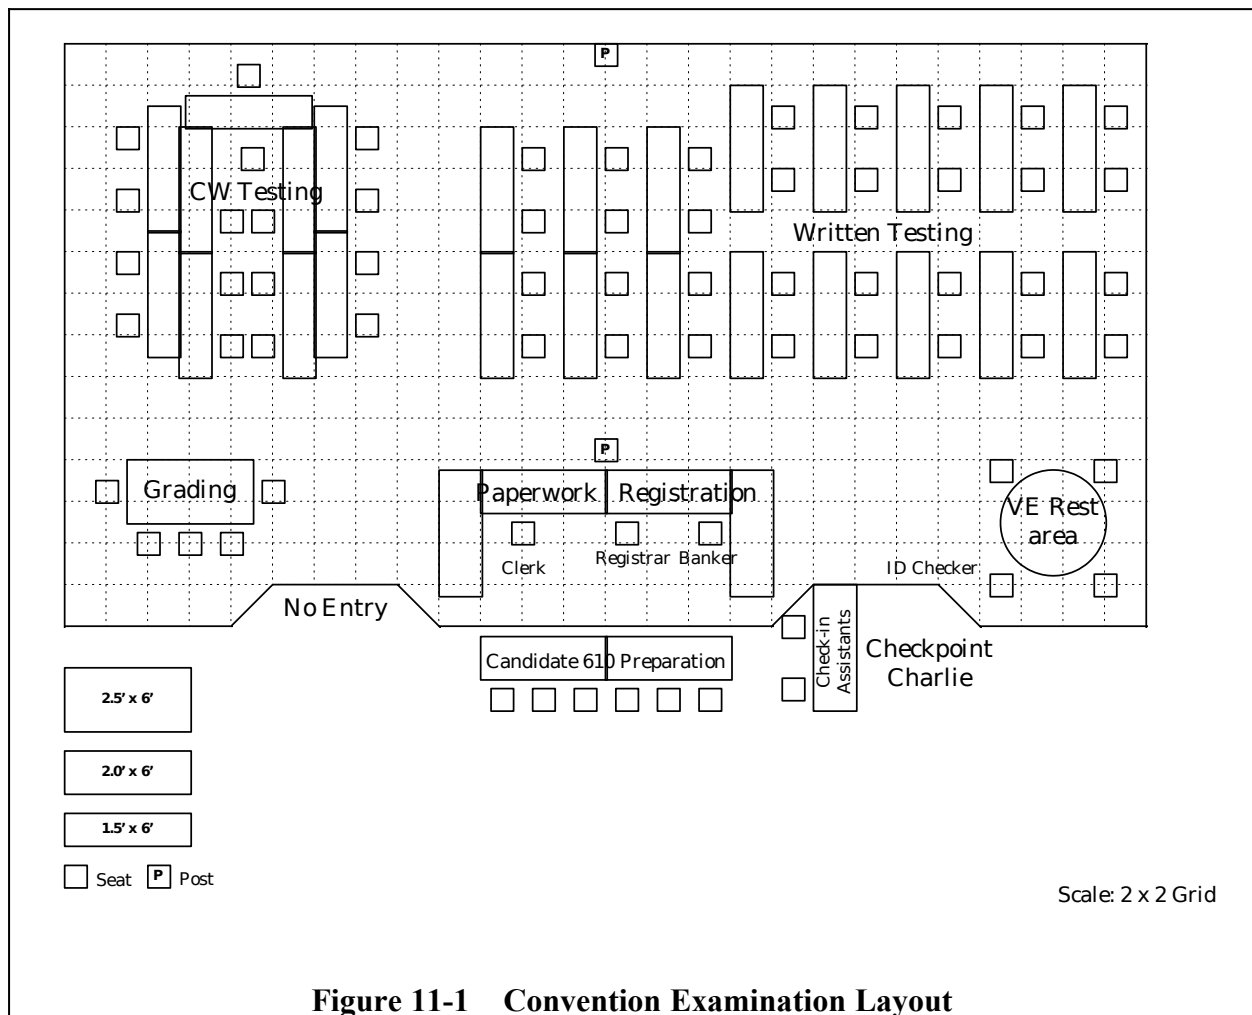 P
CW Testing
Written Testing
P
Grading
Paperwork
Registration
VE Rest
area
Clerk
Registrar
Banker
ID Checker
No Entry
Check-in
Assistants
Checkpoint
Charlie
Candidate 610 Preparation
2.5' x 6'
2.0' x 6'
1.5' x 6'
Seat
P
Post
Scale: 2 x 2 Grid
Figure 11-1 Convention Examination Layout